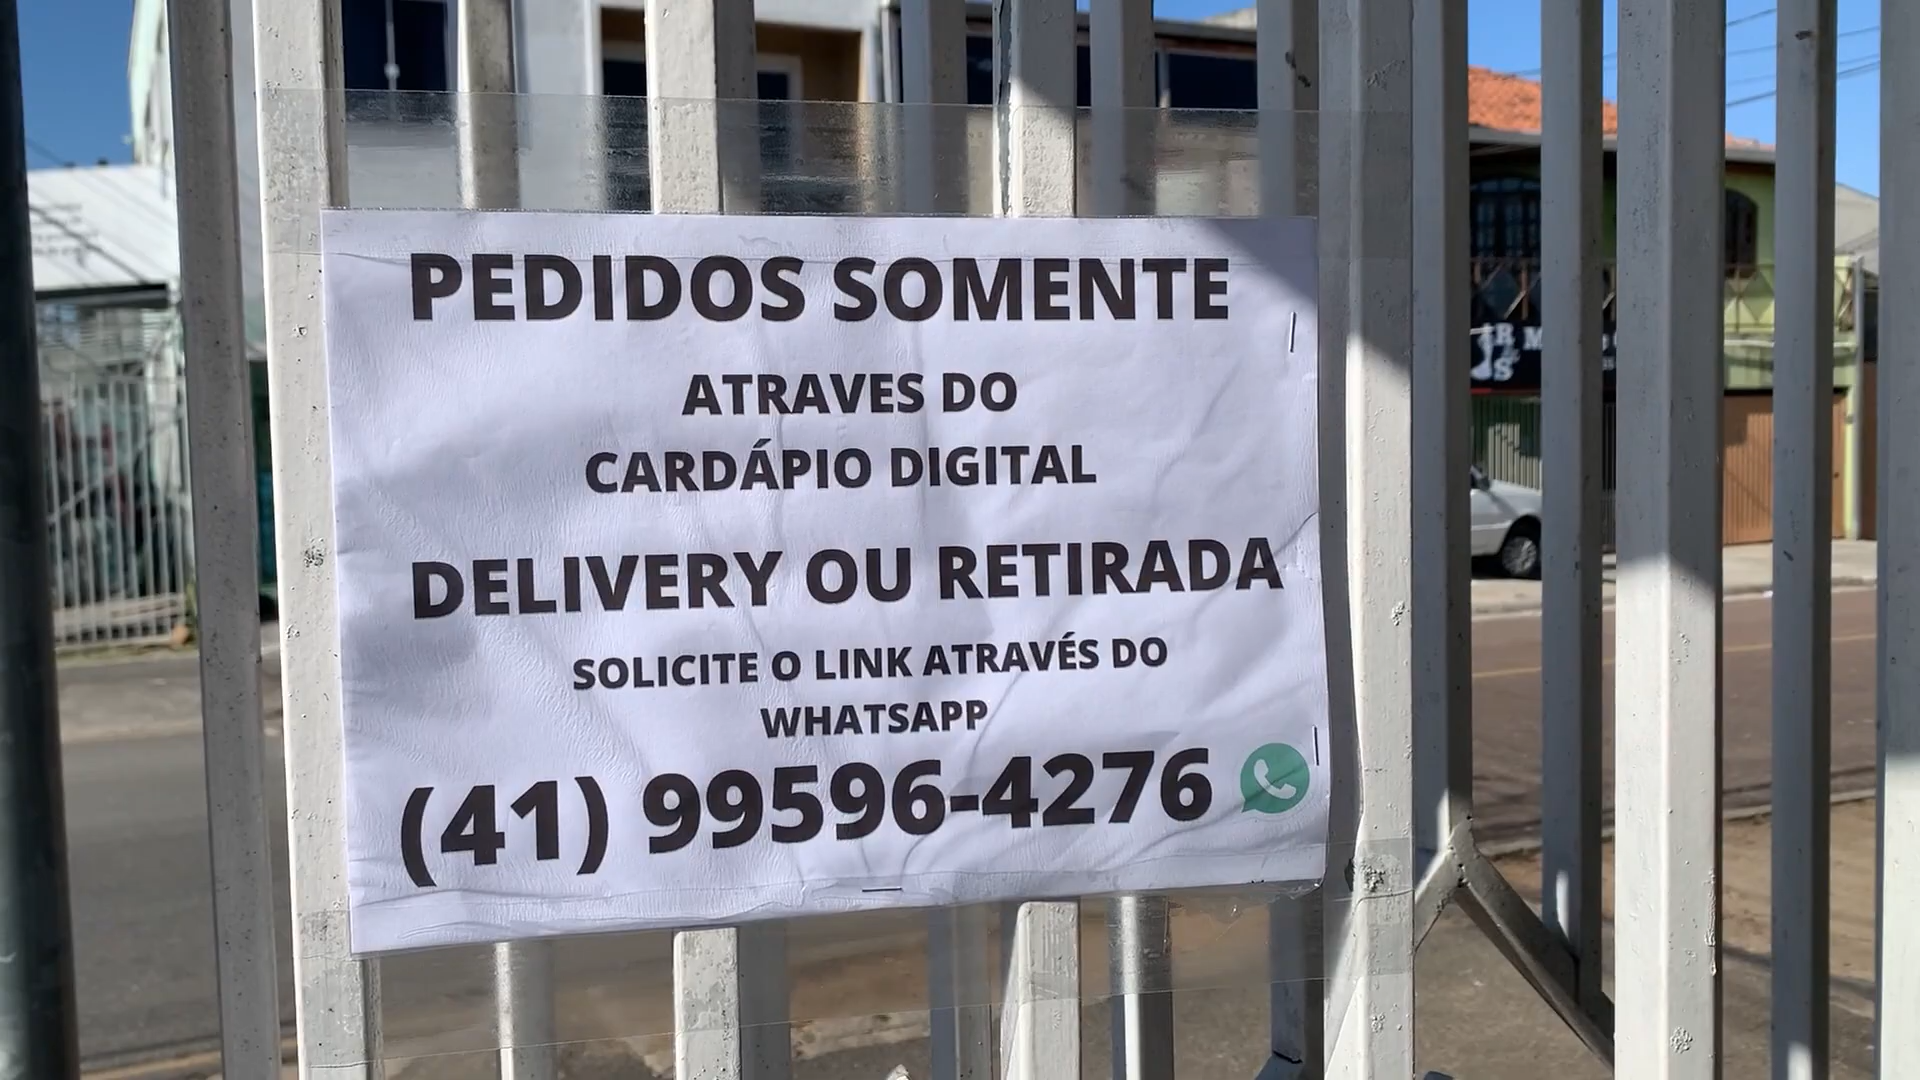 PEDIDOS SOMENTE
ATRAVES DO
CARDÁPIO DIGITAL
DELIVERY OU RETIRADA
SOLICITE O LINK ATRAVÉS DO
WHATSAPP
(41) 99596-4276